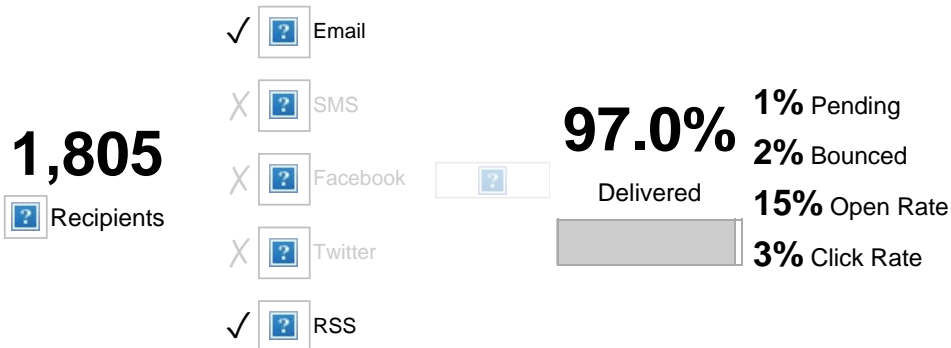 1,805
Recipients
✓ Email
X SMS
X Facebook
X Twitter
✓ RSS
97.0%
Delivered
1% Pending
2% Bounced
15% Open Rate
3% Click Rate